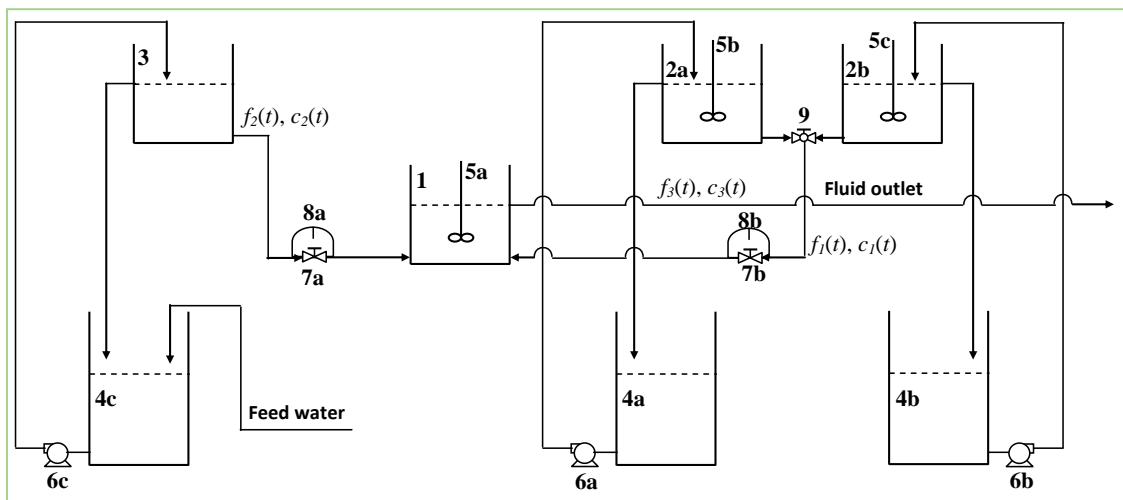 3
5b
5c
2a
2b
f2(t), c2(t)
9
1
5a
f3(t), c3(t)
Fluid outlet
8a
8b
f1(t), c1(t)
7a
7b
4c
Feed water
4a
4b
6c
6a
6b